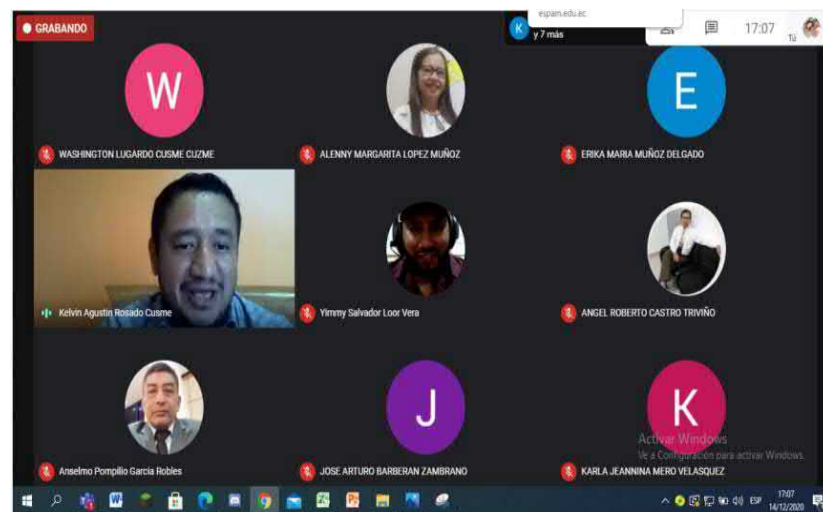 espam.edu.ec
GRABANDO
K
y 7 más
17:07
Tú
W
E
WASHINGTON LUGARDO CUSME CUZME
ALENNY MARGARITA LOPEZ MUÑOZ
ERIKA MARIA MUÑOZ DELGADO
Kelvin Agustin Rosado Cusme
Yimmy Salvador Loor Vera
ANGEL ROBERTO CASTRO TRIVIÑO
J
K
Activar Windows
Ve a Configuración para activar Windows.
Anselmo Pompilio Garcia Robles
JOSE ARTURO BARBERAN ZAMBRANO
KARLA JEANNINA MERO VELASQUEZ
ESP
17:07
14/12/2020